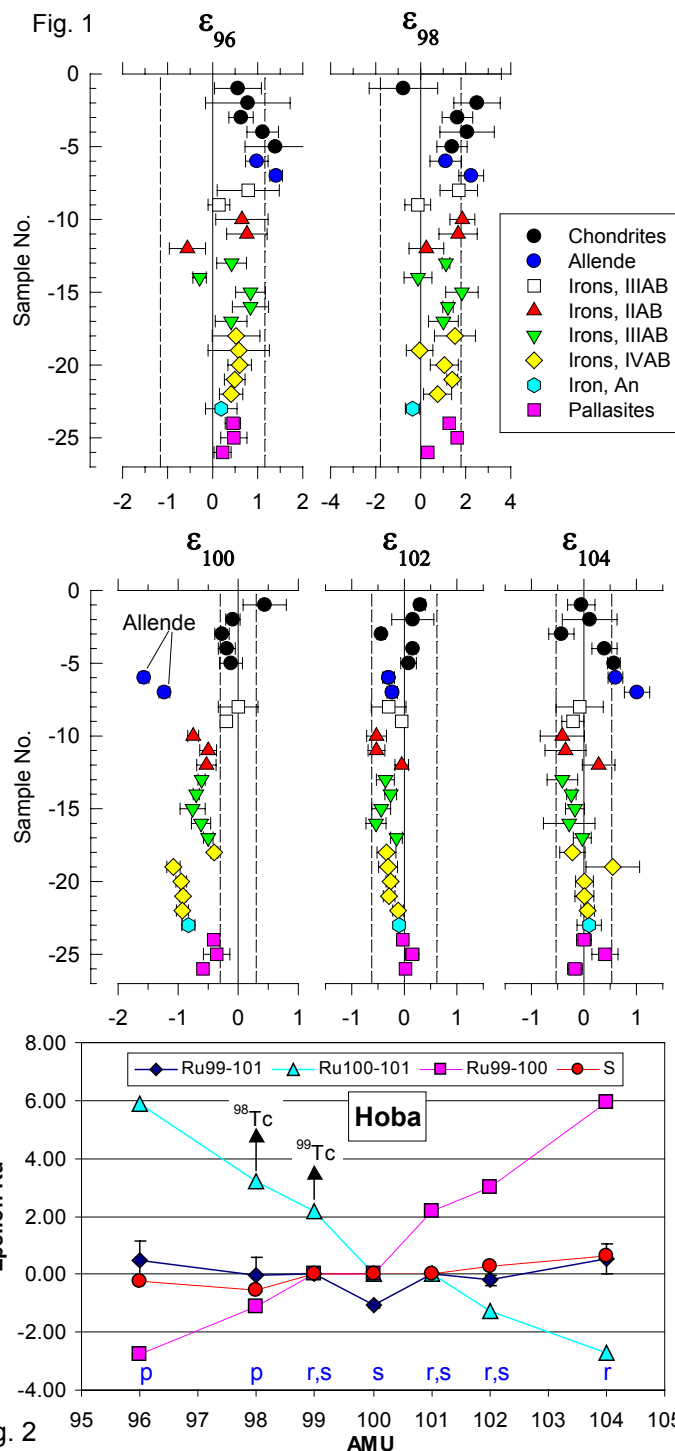 Fig. 1
ε96 ε98
0
-5
-10
-15
-20
-25
Sample No.
-2 -1 0 1 2 -4 -2 0 2 4
Chondrites
Allende
Irons, IIIAB
Irons, IIAB
Irons, IIIAB
Irons, IVAB
Iron, An
Pallasites
ε100 ε102 ε104
0
-5
-10
-15
-20
-25
Sample No.
Allende
-2 -1 0 1 -1 0 1 -1 0 1
8.00
6.00
4.00
2.00
0.00
-2.00
-4.00
Ru99-101 Ru100-101 Ru99-100 S
98Tc
99Tc
Hoba
p p r,s s r,s r,s r
95 96 97 98 99 100 101 102 103 104 105
AMU